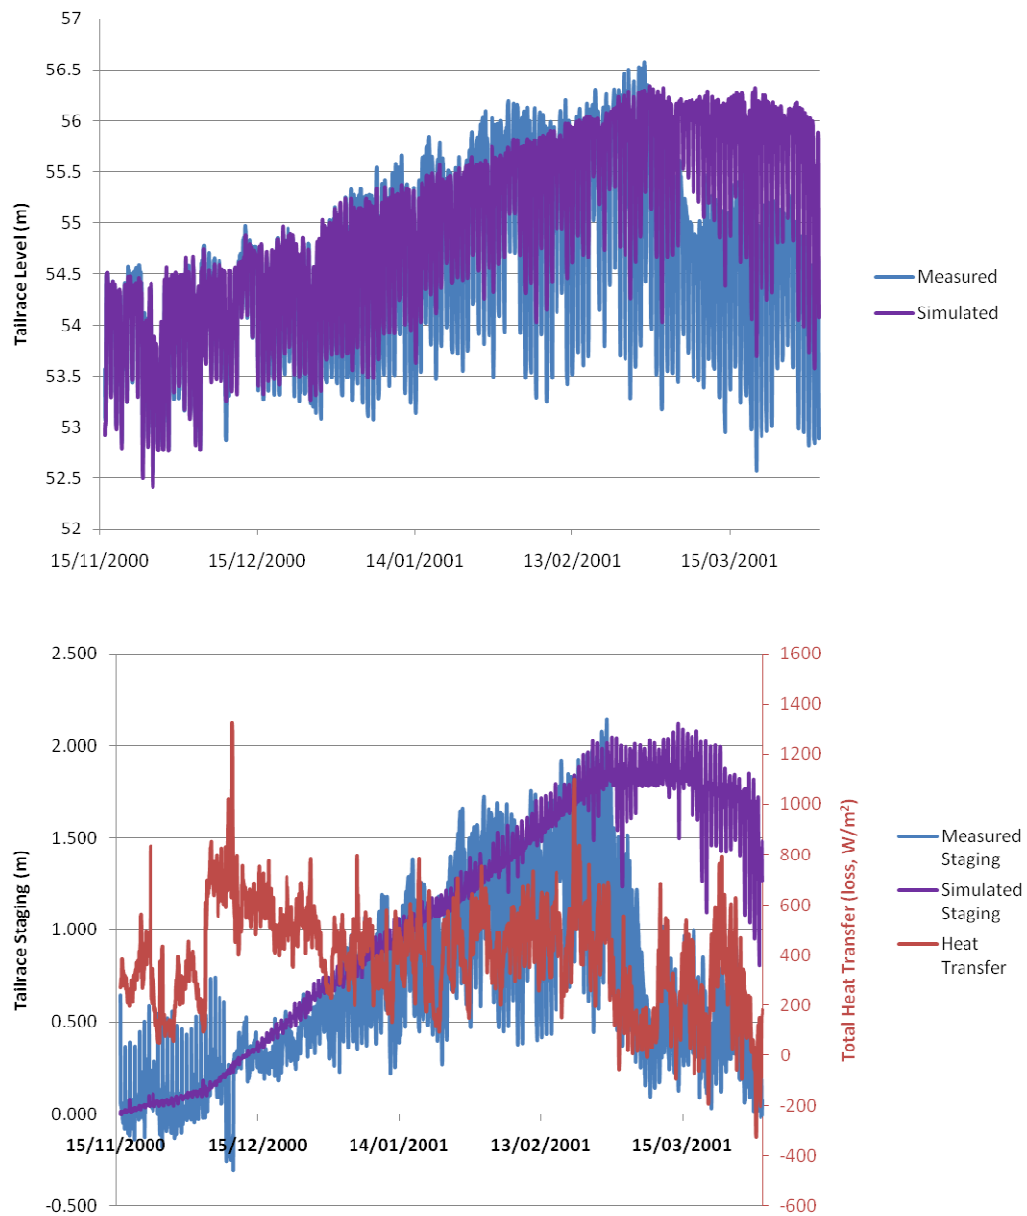 57
56.5
56
55.5
55
54.5
54
53.5
53
52.5
52
Tailrace Level (m)
15/11/2000 15/12/2000 14/01/2001 13/02/2001 15/03/2001
Measured
Simulated
2.500
2.000
1.500
1.000
0.500
0.000
-0.500
Tailrace Staging (m)
15/11/2000 15/12/2000 14/01/2001 13/02/2001 15/03/2001
1600
1400
1200
1000
800
600
400
200
0
-200
-400
-600
Total Heat Transfer (loss, W/m²)
Measured
Staging
Simulated
Staging
Heat
Transfer